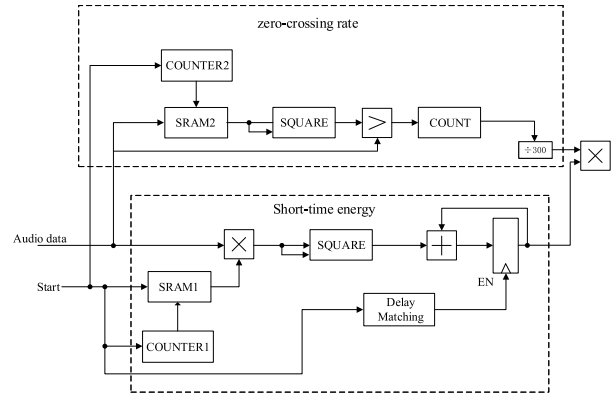 zero-crossing rate
COUNTER2
SRAM2
SQUARE
>
COUNT
÷300
×
Short-time energy
Audio data
×
SQUARE
+
Start
SRAM1
EN
Delay
Matching
COUNTER1